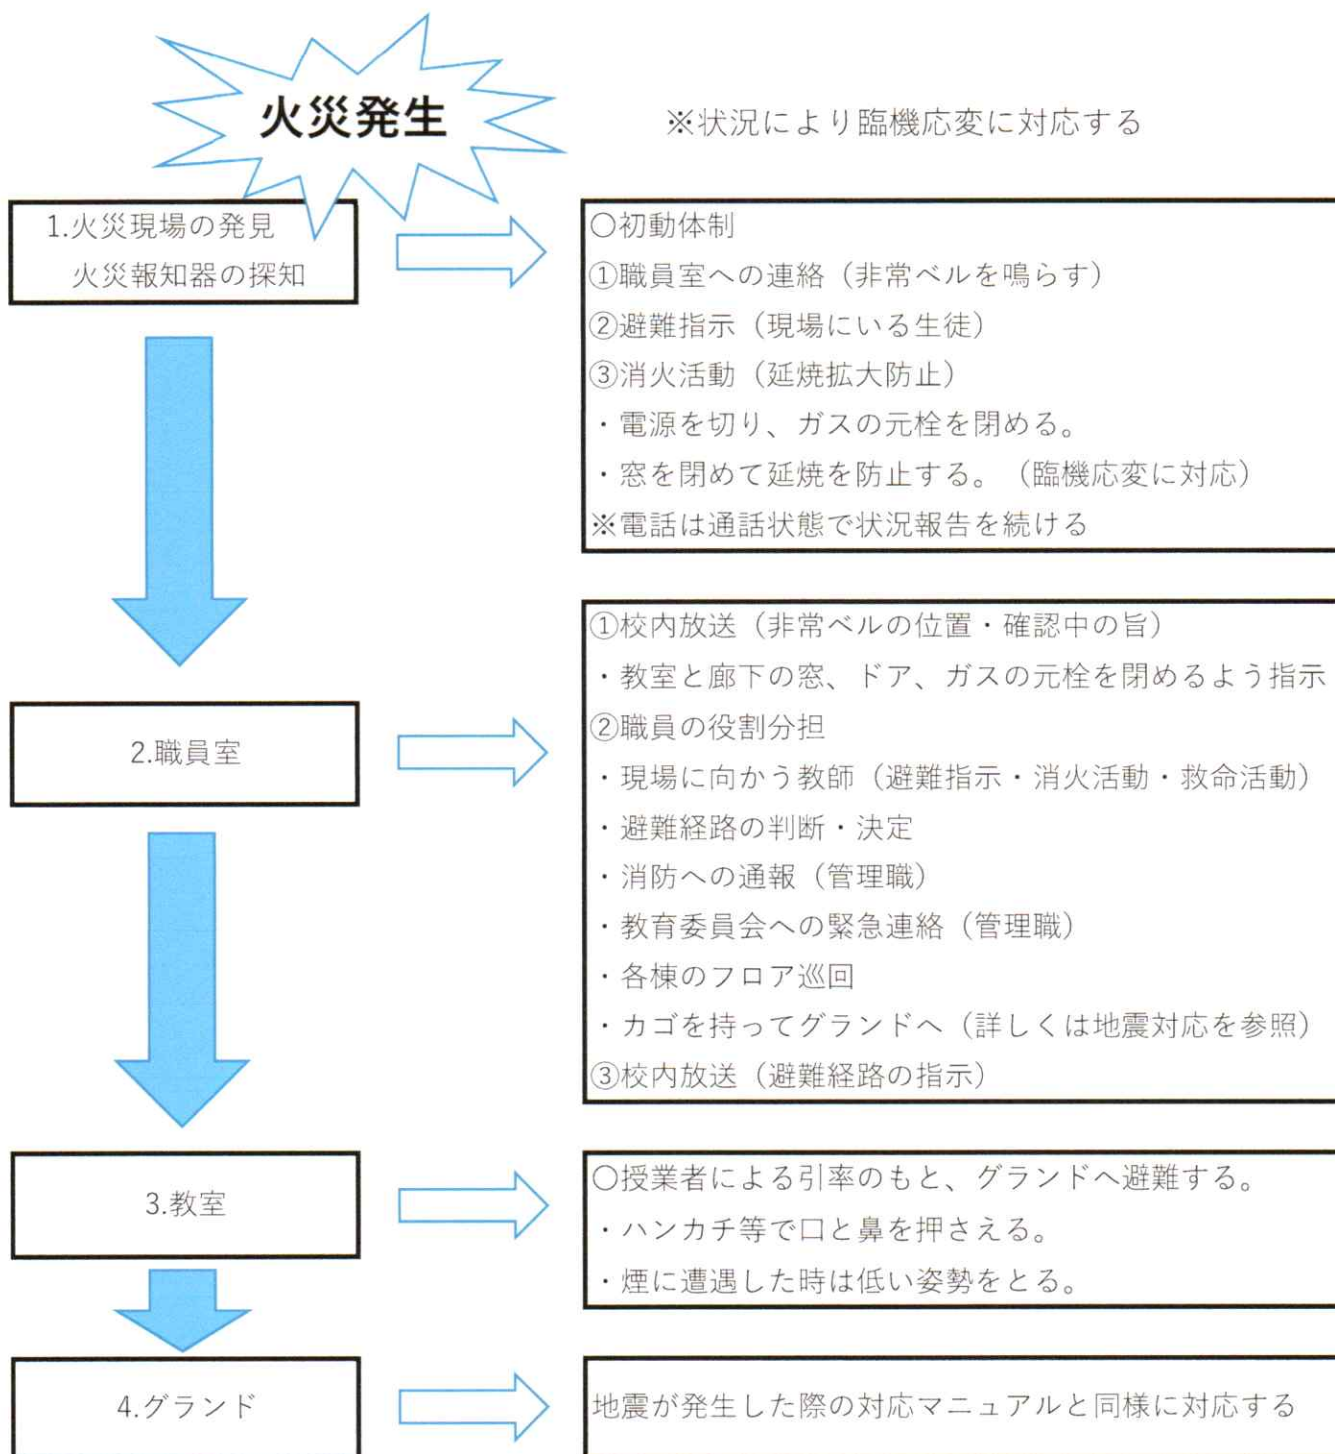 火災発生
※状況により臨機応変に対応する
1.火災現場の発見
火災報知器の探知
○初動体制
①職員室への連絡（非常ベルを鳴らす）
②避難指示（現場にいる生徒）
③消火活動（延焼拡大防止）
・電源を切り、ガスの元栓を閉める。
・窓を閉めて延焼を防止する。（臨機応変に対応）
※電話は通話状態で状況報告を続ける
2.職員室
①校内放送（非常ベルの位置・確認中の旨）
・教室と廊下の窓、ドア、ガスの元栓を閉めるよう指示
②職員の役割分担
・現場に向かう教師（避難指示・消火活動・救命活動）
・避難経路の判断・決定
・消防への通報（管理職）
・教育委員会への緊急連絡（管理職）
・各棟のフロア巡回
・カゴを持ってグランドへ（詳しくは地震対応を参照）
③校内放送（避難経路の指示）
3.教室
○授業者による引率のもと、グランドへ避難する。
・ハンカチ等で口と鼻を押さえる。
・煙に遭遇した時は低い姿勢をとる。
4.グランド
地震が発生した際の対応マニュアルと同様に対応する